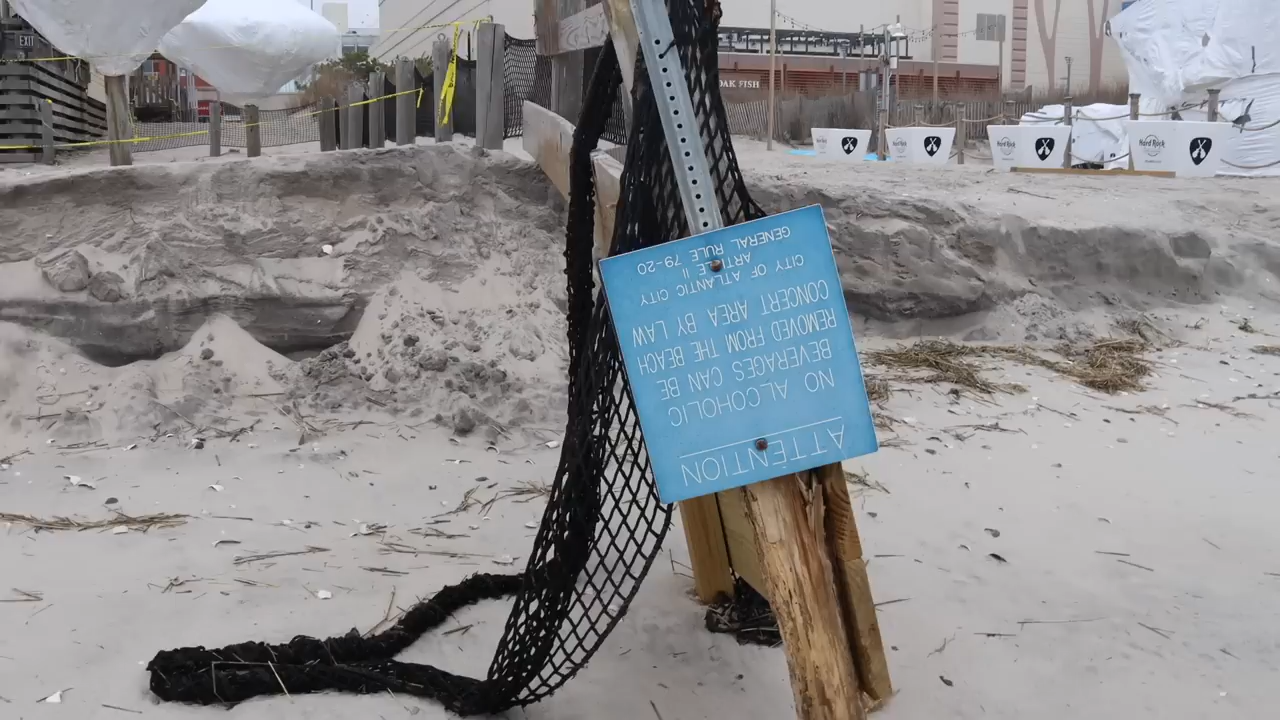 ATTENTION
NO ALCOHOLIC
BEVERAGES CAN BE
REMOVED FROM THE BEACH
CONCERT AREA BY LAW
CITY OF ATLANTIC CITY
ARTICLE II
GENERAL RULE 79-20
EXIT
OAK FISH
Hard Rock
Hard Rock